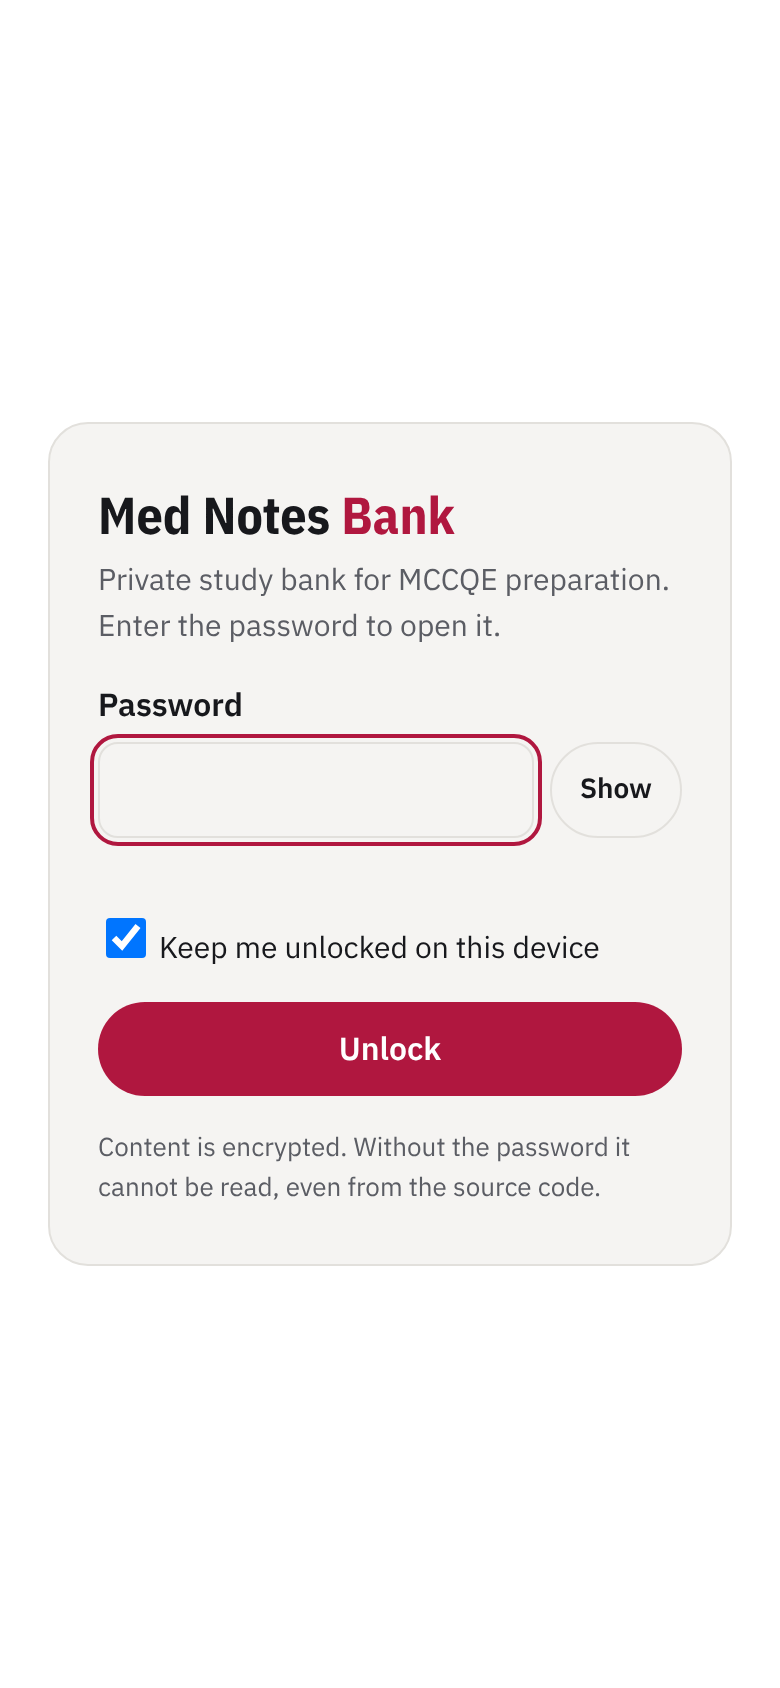 Med Notes Bank
Private study bank for MCCQE preparation.
Enter the password to open it.
Password
Show
Keep me unlocked on this device
Unlock
Content is encrypted. Without the password it
cannot be read, even from the source code.